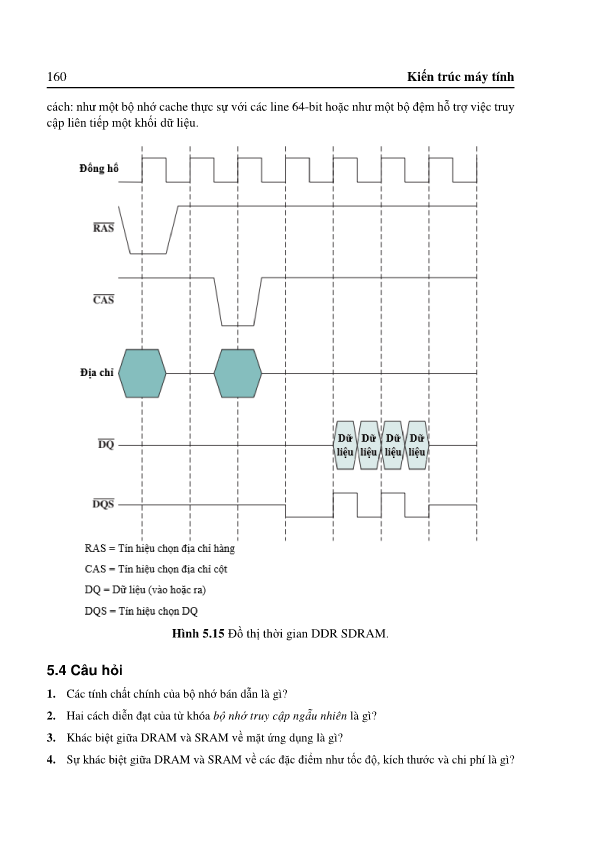 160 Kiến trúc máy tính
cách: như một bộ nhớ cache thực sự với các line 64-bit hoặc như một bộ đệm hỗ trợ việc truy
cập liên tiếp một khối dữ liệu.
Đồng hồ
RAS
CAS
Địa chỉ
DQ
Dữ Dữ Dữ Dữ
liệu liệu liệu liệu
DQS
RAS = Tín hiệu chọn địa chỉ hàng
CAS = Tín hiệu chọn địa chỉ cột
DQ = Dữ liệu (vào hoặc ra)
DQS = Tín hiệu chọn DQ
Hình 5.15 Đồ thị thời gian DDR SDRAM.
5.4 Câu hỏi
1. Các tính chất chính của bộ nhớ bán dẫn là gì?
2. Hai cách diễn đạt của từ khóa bộ nhớ truy cập ngẫu nhiên là gì?
3. Khác biệt giữa DRAM và SRAM về mặt ứng dụng là gì?
4. Sự khác biệt giữa DRAM và SRAM về các đặc điểm như tốc độ, kích thước và chi phí là gì?